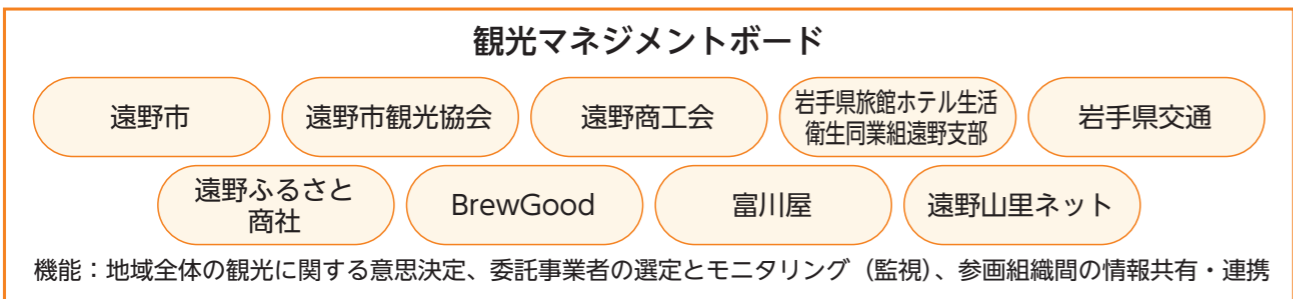 観光マネジメントボード
遠野市
遠野市観光協会
遠野商工会
岩手県旅館ホテル生活
衛生同業組遠野支部
岩手県交通
遠野ふるさと
商社
BrewGood
富川屋
遠野山里ネット
機能：地域全体の観光に関する意思決定、委託事業者の選定とモニタリング（監視）、参画組織間の情報共有・連携